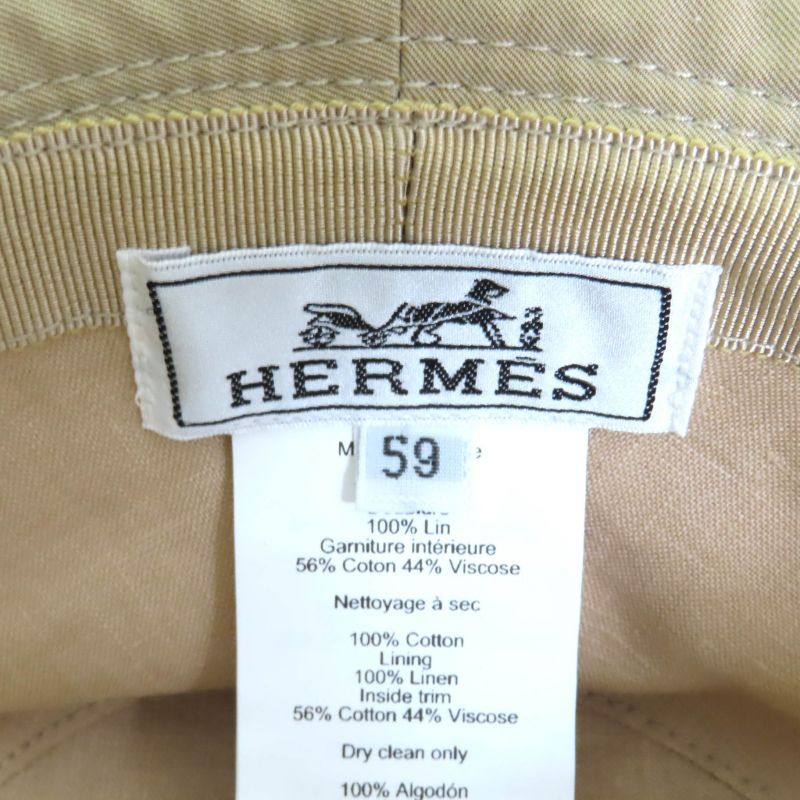 HERMÈS
59
100% Lin
Garniture intérieure
56% Coton 44% Viscose
Nettoyage à sec
100% Cotton
Lining
100% Linen
Inside trim
56% Cotton 44% Viscose
Dry clean only
100% Algodón